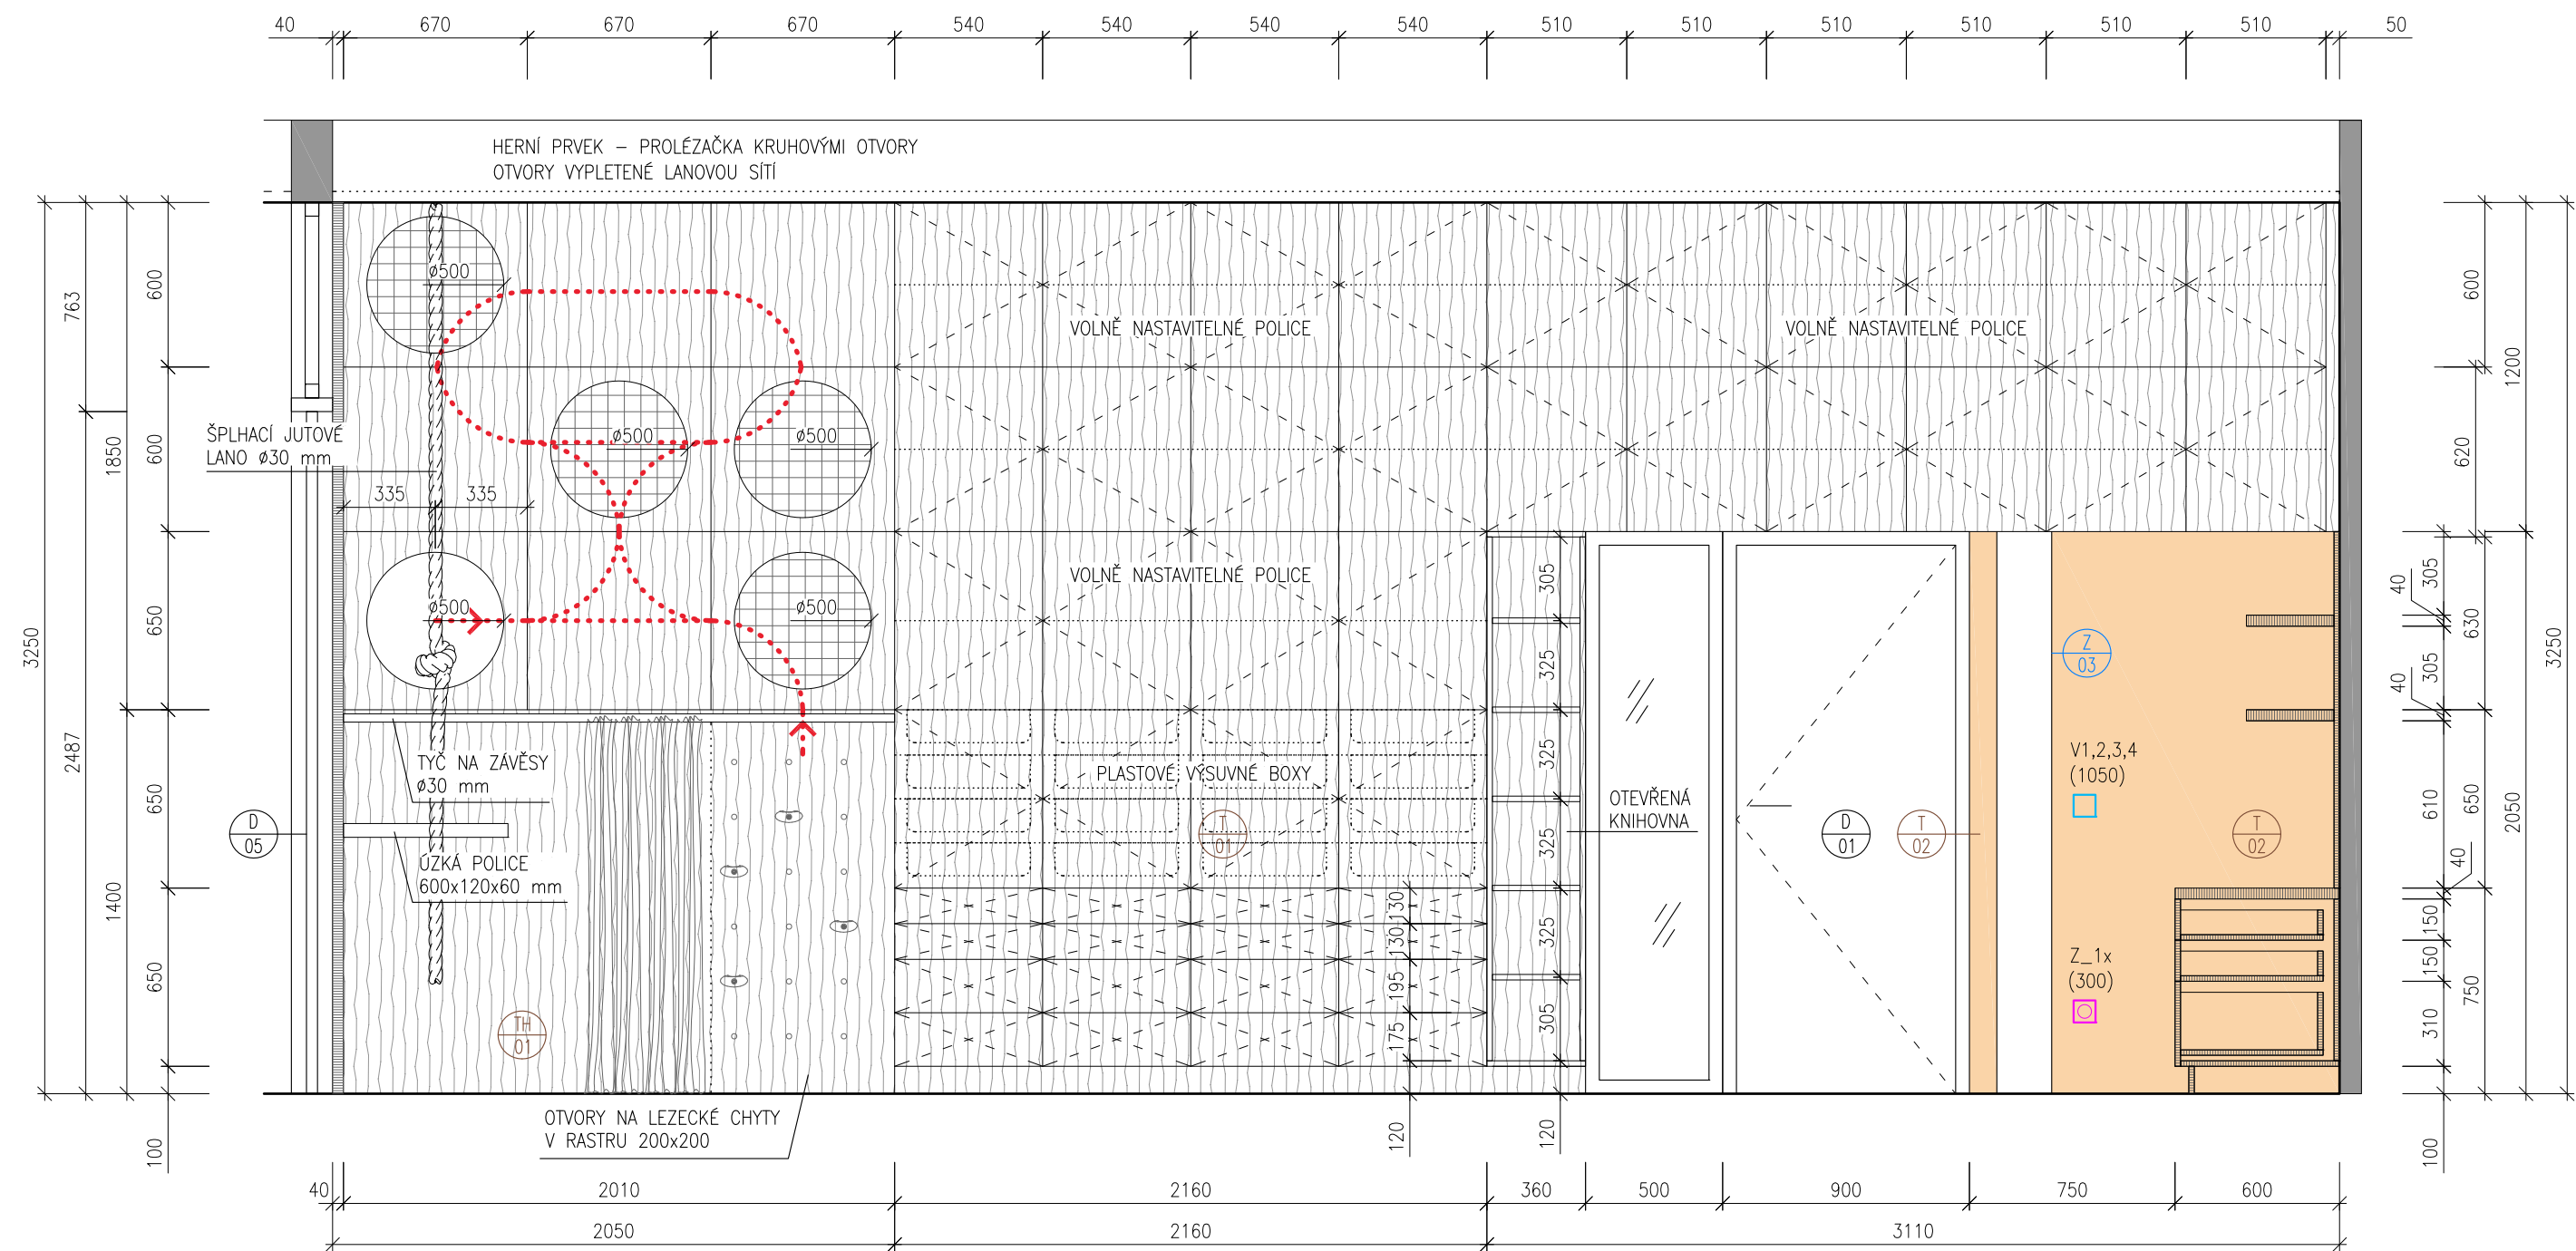 40 670 670 670 540 540 540 540 510 510 510 510 510 510 50
HERNÍ PRVEK – PROLÉZAČKA KRUHOVÝMI OTVORY
OTVORY VYPLETENÉ LANOVOU SÍTÍ
3250
763
2487
1850
1400
600
600
650
650
650
100
ø500
ø500
ø500
ø500
ø500
ŠPLHACÍ JUTOVÉ
LANO ø30 mm
335 335
VOLNĚ NASTAVITELNÉ POLICE
VOLNĚ NASTAVITELNÉ POLICE
VOLNĚ NASTAVITELNÉ POLICE
TYČ NA ZÁVĚSY
ø30 mm
D
05
ÚZKÁ POLICE
600x120x60 mm
TH
01
OTVORY NA LEZECKÉ CHYTY
V RASTRU 200x200
PLASTOVÉ VÝSUVNÉ BOXY
T
01
130
130
195
175
120
305
325
325
325
325
305
120
OTEVŘENÁ
KNIHOVNA
D
01
T
02
Z
03
V1,2,3,4
(1050)
T
02
Z_1x
(300)
40
305
40
305
610
40
150
150
310
100
600
620
630
650
750
1200
2050
3250
40 2010 2160 360 500 900 750 600
2050 2160 3110